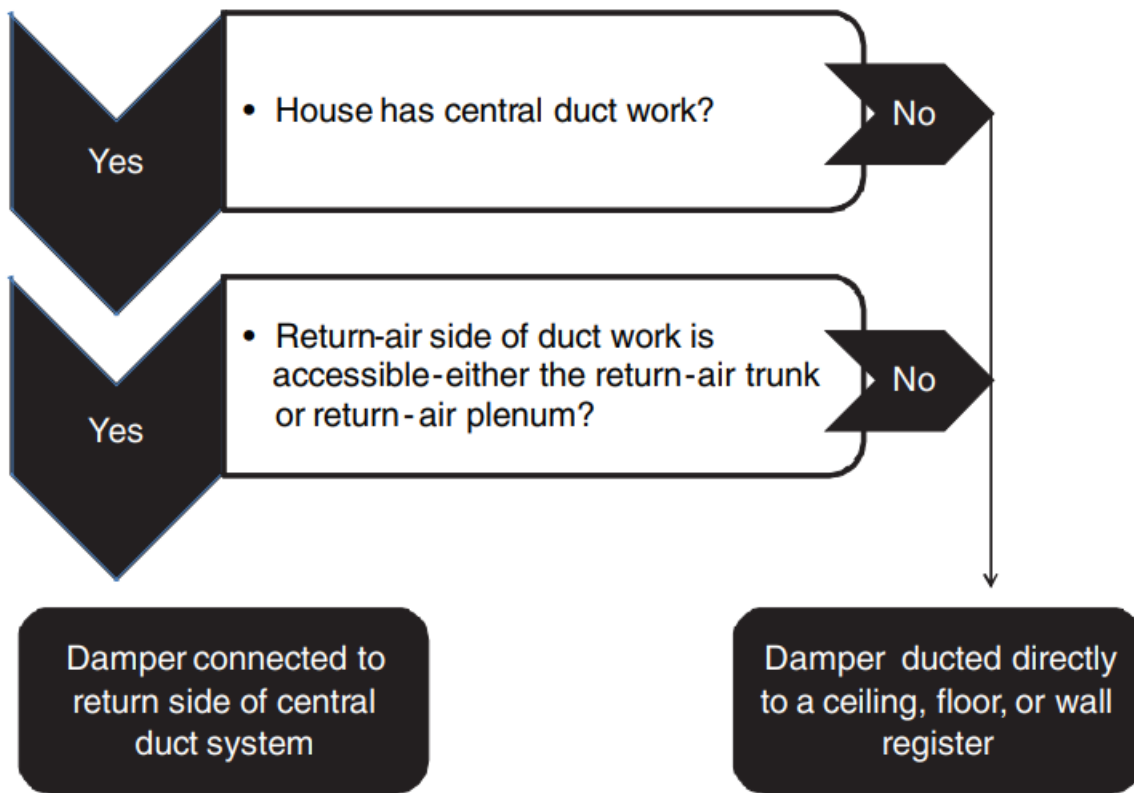 • House has central duct work?
No
Yes
• Return-air side of duct work is
accessible-either the return-air trunk
or return-air plenum?
No
Yes
Damper connected to
return side of central
duct system
Damper ducted directly
to a ceiling, floor, or wall
register